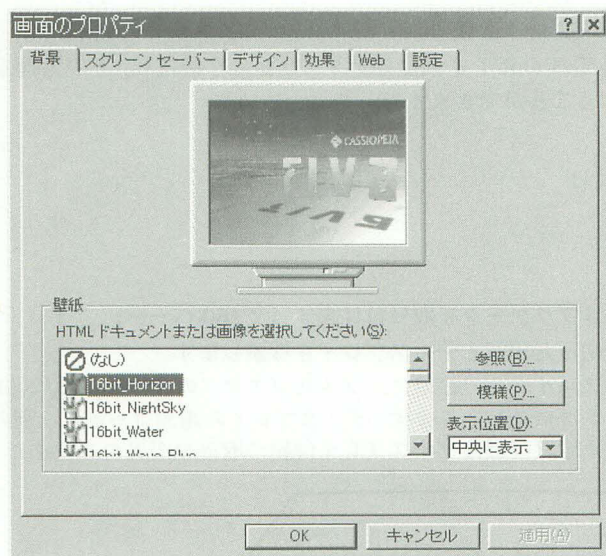 画面のプロパティ
背景 スクリーン セーバー デザイン 効果 Web 設定
CASSIOPEIA
FIVA
FIVA
壁紙
HTML ドキュメントまたは画像を選択してください(S):
(なし)
16bit_Horizon
16bit_NightSky
16bit_Water
16bit_Wave_Blue
参照(B)...
模様(P)...
表示位置(D):
中央に表示
OK キャンセル 適用(A)